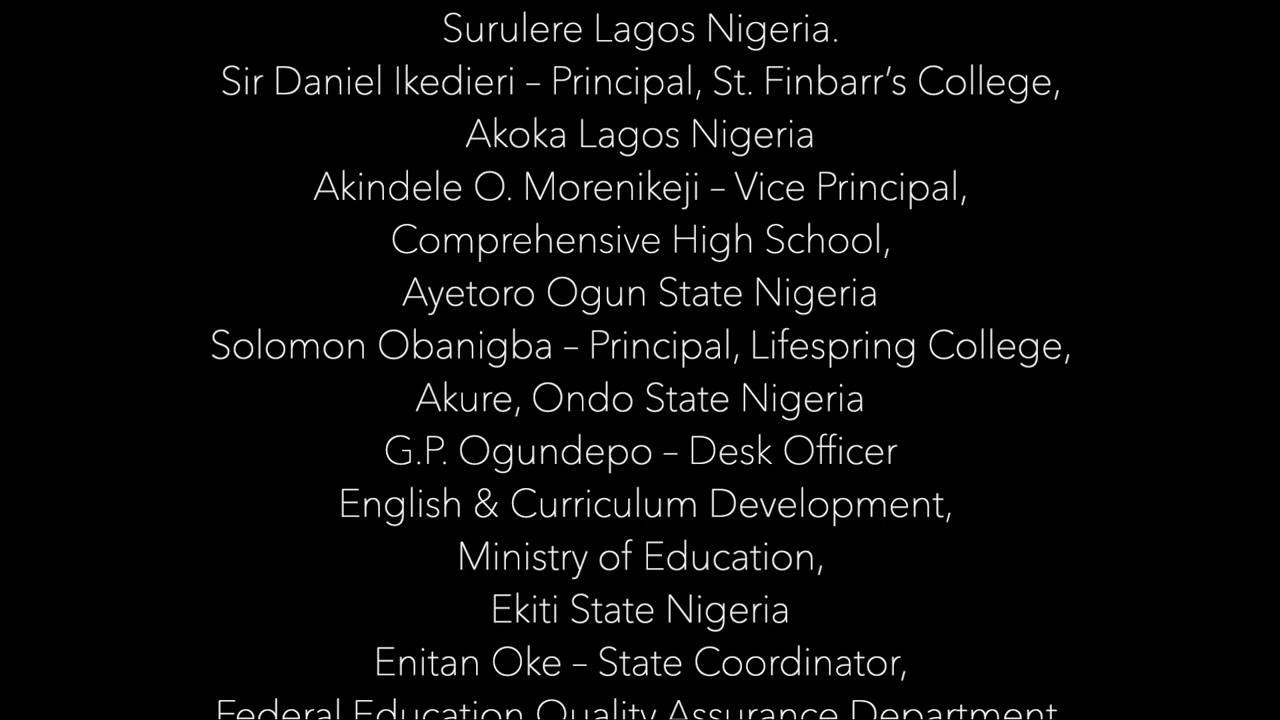 Surulere Lagos Nigeria.
Sir Daniel Ikedieri – Principal, St. Finbarr’s College,
Akoka Lagos Nigeria
Akindele O. Morenikeji – Vice Principal,
Comprehensive High School,
Ayetoro Ogun State Nigeria
Solomon Obanigba – Principal, Lifespring College,
Akure, Ondo State Nigeria
G.P. Ogundepo – Desk Officer
English & Curriculum Development,
Ministry of Education,
Ekiti State Nigeria
Enitan Oke – State Coordinator,
Federal Education Quality Assurance Department